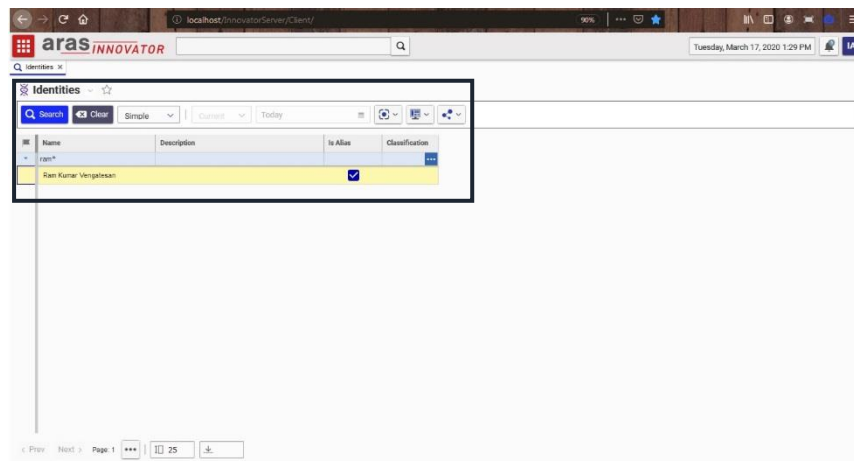 localhost/InnovatorServer/Client/
90%
aras INNOVATOR
Tuesday, March 17, 2020 1:29 PM
IA
Identities ×
Identities
Search Clear Simple Current Today
Name Description Is Alias Classification
ram*
Ram Kumar Vengatesan
< Prev Next > Page: 1 ••• 25